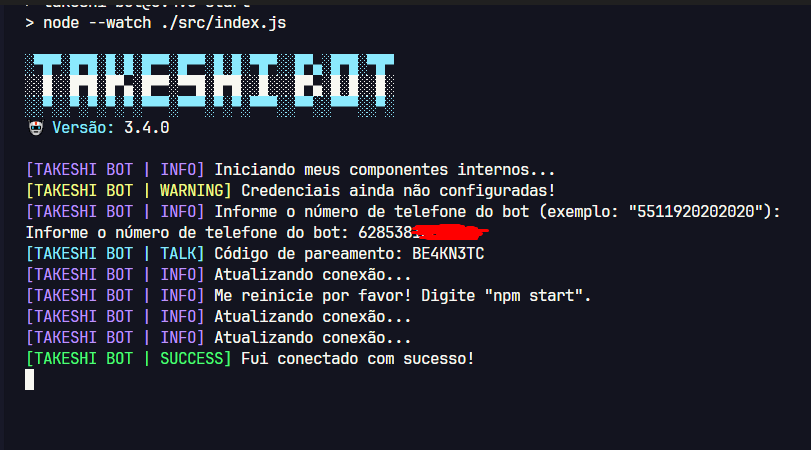 > node --watch ./src/index.js
TAKESHI BOT
Versão: 3.4.0
[TAKESHI BOT | INFO] Iniciando meus componentes internos...
[TAKESHI BOT | WARNING] Credenciais ainda não configuradas!
[TAKESHI BOT | INFO] Informe o número de telefone do bot (exemplo: "5511920202020"):
Informe o número de telefone do bot: 628538
[TAKESHI BOT | TALK] Código de pareamento: BE4KN3TC
[TAKESHI BOT | INFO] Atualizando conexão...
[TAKESHI BOT | INFO] Me reinicie por favor! Digite "npm start".
[TAKESHI BOT | INFO] Atualizando conexão...
[TAKESHI BOT | INFO] Atualizando conexão...
[TAKESHI BOT | SUCCESS] Fui conectado com sucesso!